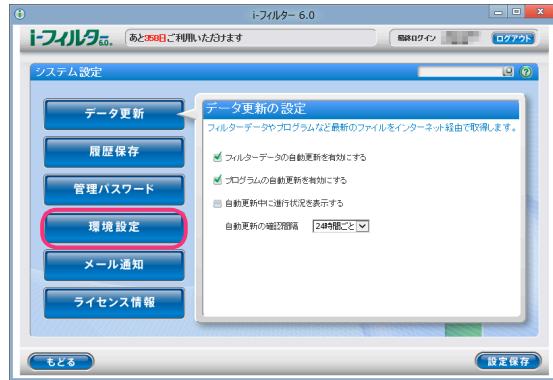 i-フィルター 6.0
i-フィルター 6.0. あと358日ご利用いただけます 最終ログイン ログアウト
システム設定
データ更新
履歴保存
管理パスワード
環境設定
メール通知
ライセンス情報
データ更新の設定
フィルターデータやプログラムなど最新のファイルをインターネット経由で取得します。
フィルターデータの自動更新を有効にする
プログラムの自動更新を有効にする
自動更新中に進行状況を表示する
自動更新の確認間隔 24時間ごと
もどる 設定保存